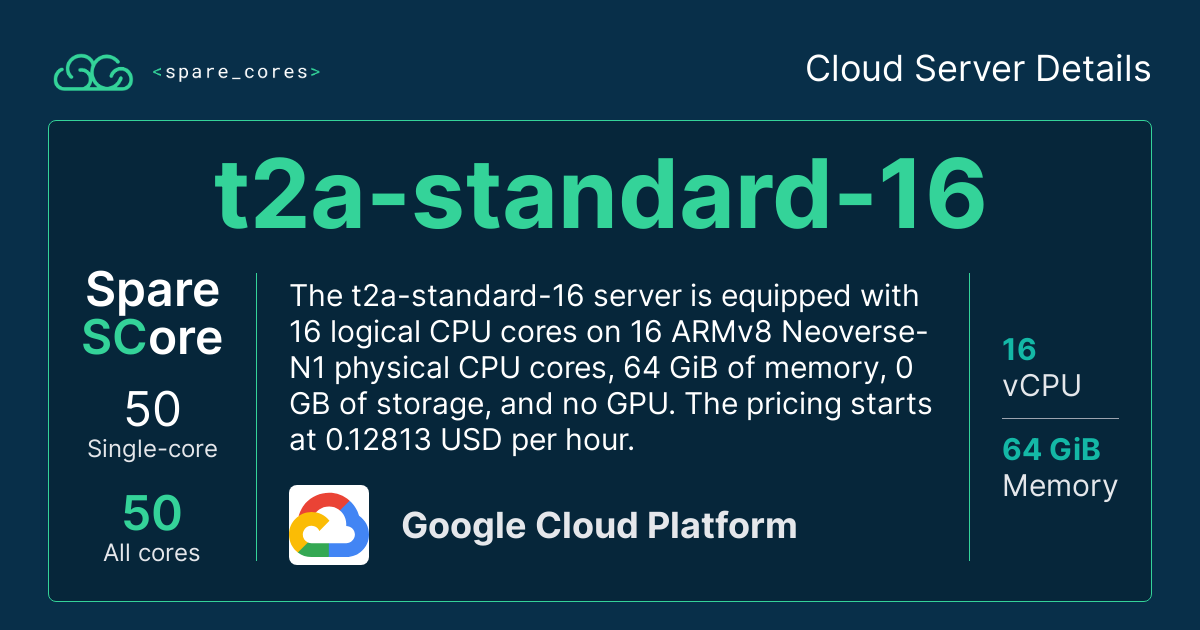 <spare_cores>
Cloud Server Details
t2a-standard-16
Spare
SCore
50
Single-core
50
All cores
The t2a-standard-16 server is equipped with
16 logical CPU cores on 16 ARMv8 Neoverse-
N1 physical CPU cores, 64 GiB of memory, 0
GB of storage, and no GPU. The pricing starts
at 0.12813 USD per hour.
Google Cloud Platform
16
vCPU
64 GiB
Memory